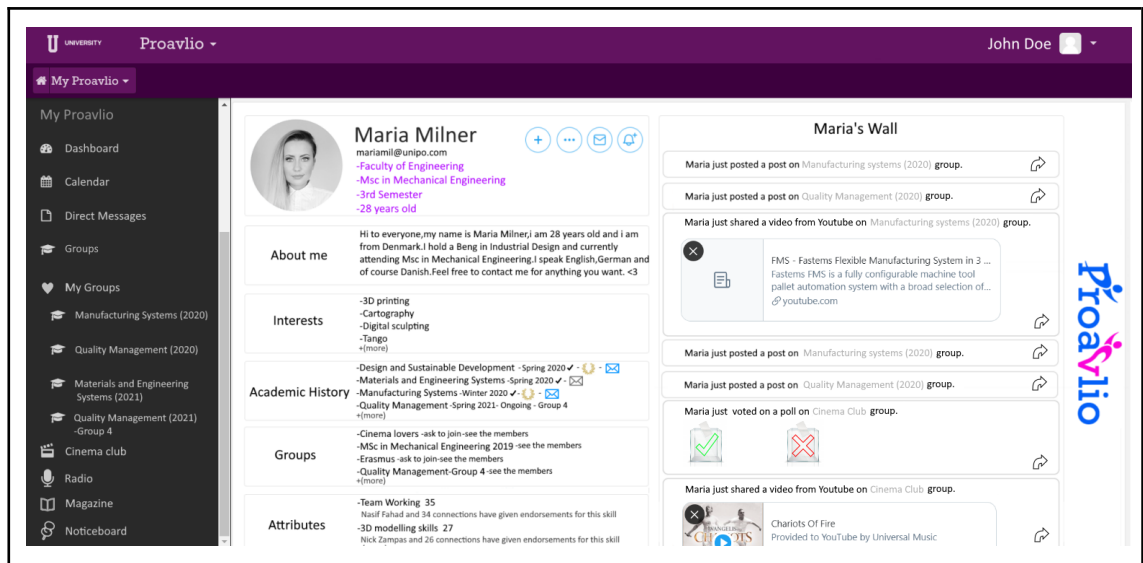 U UNIVERSITY Proavlio
John Doe
My Proavlio
My Proavlio
Dashboard
Calendar
Direct Messages
Groups
My Groups
Manufacturing Systems (2020)
Quality Management (2020)
Materials and Engineering
Systems (2021)
Quality Management (2021)
-Group 4
Cinema club
Radio
Magazine
Noticeboard
Maria Milner
mariamil@unipo.com
-Faculty of Engineering
-Msc in Mechanical Engineering
-3rd Semester
-28 years old
About me
Hi to everyone,my name is Maria Milner,i am 28 years old and i am
from Denmark.I hold a Beng in Industrial Design and currently
attending Msc in Mechanical Engineering.I speak English,German and
of course Danish.Feel free to contact me for anything you want. <3
Interests
-3D printing
-Cartography
-Digital sculpting
-Tango
+(more)
Academic History
-Design and Sustainable Development -Spring 2020✔ - -
-Materials and Engineering Systems -Spring 2020 ✔ -
-Manufacturing Systems -Winter 2020 ✔- -
-Quality Management -Spring 2021- Ongoing - Group 4
+(more)
Groups
-Cinema lovers -ask to join-see the members
-MSc in Mechanical Engineering 2019 -see the members
-Erasmus -ask to join-see the members
-Quality Management-Group 4 -see the members
+(more)
Attributes
-Team Working 35
Nasif Fahad and 34 connections have given endorsements for this skill
-3D modelling skills 27
Nick Zampas and 26 connections have given endorsements for this skill
Maria's Wall
Maria just posted a post on Manufacturing systems (2020) group.
Maria just posted a post on Quality Management (2020) group.
Maria just shared a video from Youtube on Manufacturing systems (2020) group.
FMS - Fastems Flexible Manufacturing System in 3 ...
Fastems FMS is a fully configurable machine tool
pallet automation system with a broad selection of...
youtube.com
Maria just posted a post on Manufacturing systems (2020) group.
Maria just posted a post on Quality Management (2020) group.
Maria just voted on a poll on Cinema Club group.
Maria just shared a video from Youtube on Cinema Club group.
VANGELIS
CHARIOTS
Chariots Of Fire
Provided to YouTube by Universal Music
Proavlio